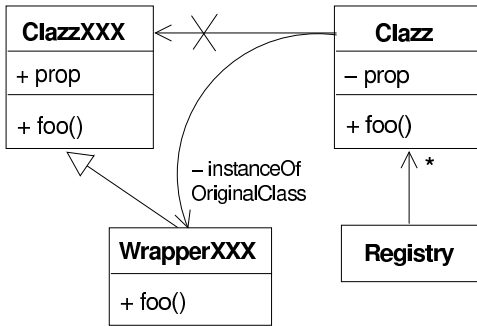 ClazzXXX
+ prop
+ foo()
Clazz
– prop
+ foo()
– instanceOf
OriginalClass
*
WrapperXXX
+ foo()
Registry